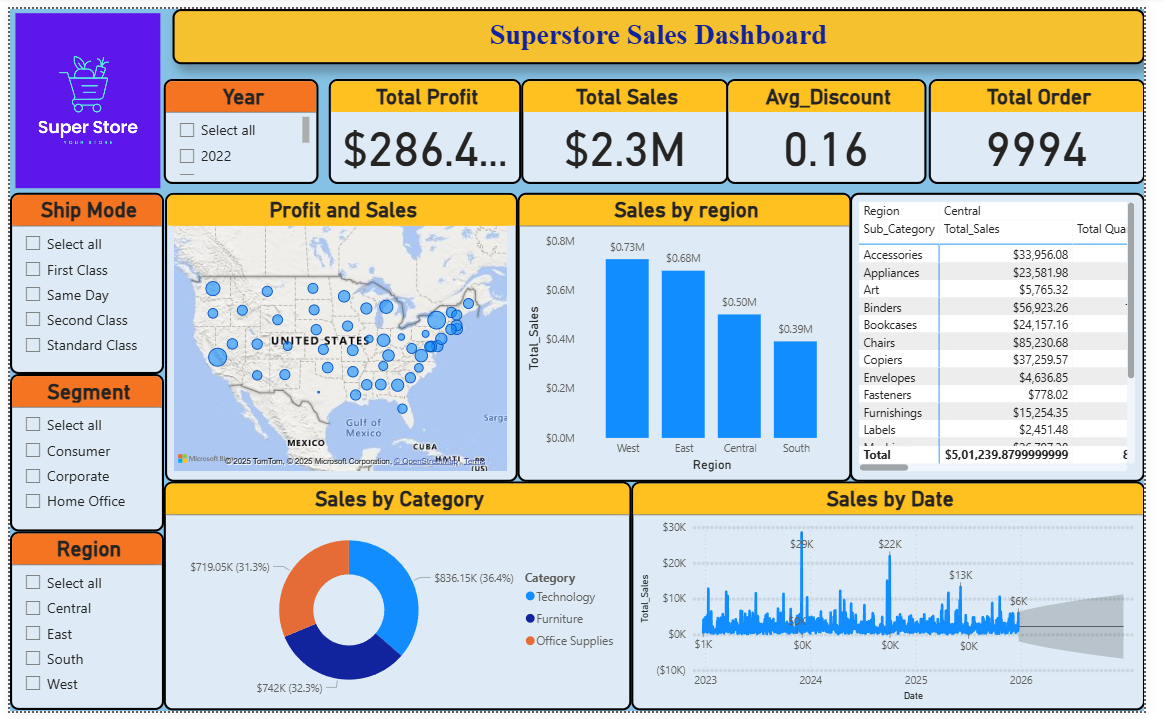 Superstore Sales Dashboard
Super Store
YOUR STORE
Year
Select all
2022
Total Profit
$286.4...
Total Sales
$2.3M
Avg_Discount
0.16
Total Order
9994
Ship Mode
Select all
First Class
Same Day
Second Class
Standard Class
Segment
Select all
Consumer
Corporate
Home Office
Region
Select all
Central
East
South
West
Profit and Sales
UNITED STATES
Gulf of
Mexico
MEXICO
CUBA
HAITI
(US)
Sarga
Microsoft Bing
©2025 TomTom, © 2025 Microsoft Corporation, © OpenStreetMap, Terms
Sales by region
Total_Sales
$0.8M
$0.6M
$0.4M
$0.2M
$0.0M
$0.73M
$0.68M
$0.50M
$0.39M
West East Central South
Region
Region Central
Sub_Category Total_Sales Total Qua
Accessories $33,956.08
Appliances $23,581.98
Art $5,765.32
Binders $56,923.26
Bookcases $24,157.16
Chairs $85,230.68
Copiers $37,259.57
Envelopes $4,636.85
Fasteners $778.02
Furnishings $15,254.35
Labels $2,451.48
Total $5,01,239.8799999999 8
Sales by Category
$719.05K (31.3%)
$836.15K (36.4%)
$742K (32.3%)
Category
Technology
Furniture
Office Supplies
Sales by Date
Total_Sales
$30K
$20K
$10K
$0K
($10K)
$29K
$22K
$13K
$6K
$0K
$1K
$0K
$0K
$0K
2023 2024 2025 2026
Date